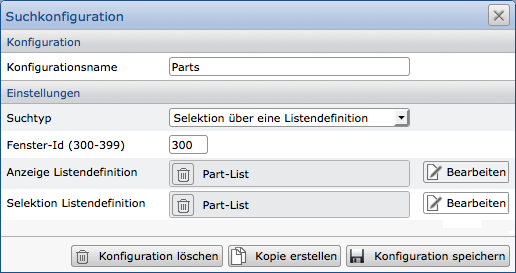 Suchkonfiguration
Konfiguration
Konfigurationsname Parts
Einstellungen
Suchtyp Selektion über eine Listendefinition
Fenster-Id (300-399) 300
Anzeige Listendefinition Part-List Bearbeiten
Selektion Listendefinition Part-List Bearbeiten
Konfiguration löschen Kopie erstellen Konfiguration speichern